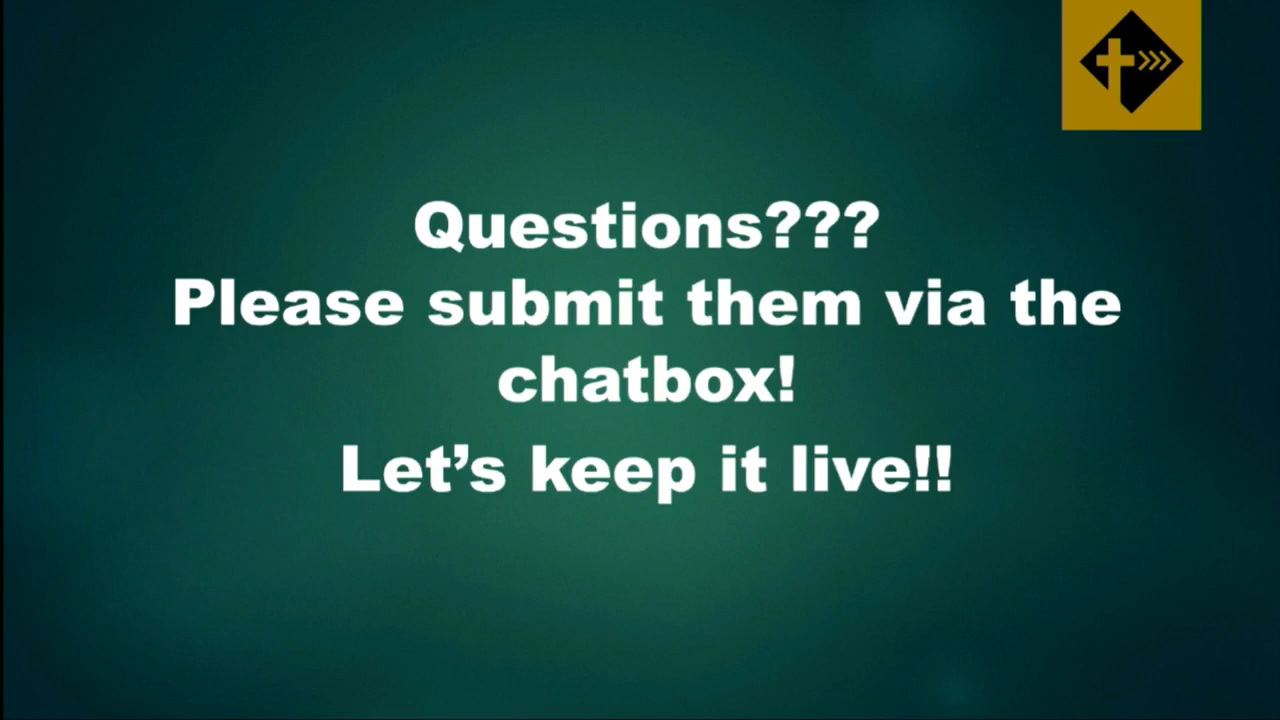 Questions???
Please submit them via the
chatbox!
Let’s keep it live!!